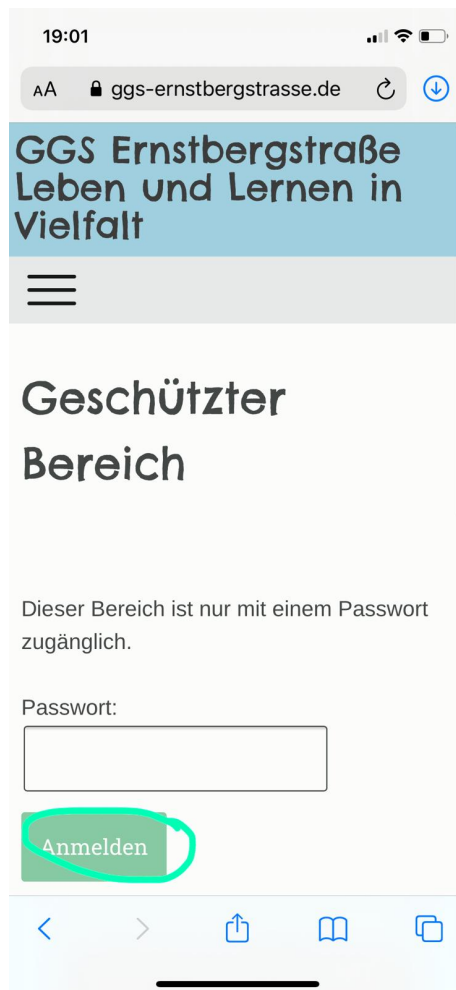 19:01
AA ggs-ernstbergstrasse.de
GGS Ernstbergstraße
Leben und Lernen in
Vielfalt
Geschützter
Bereich
Dieser Bereich ist nur mit einem Passwort
zugänglich.
Passwort:
Anmelden